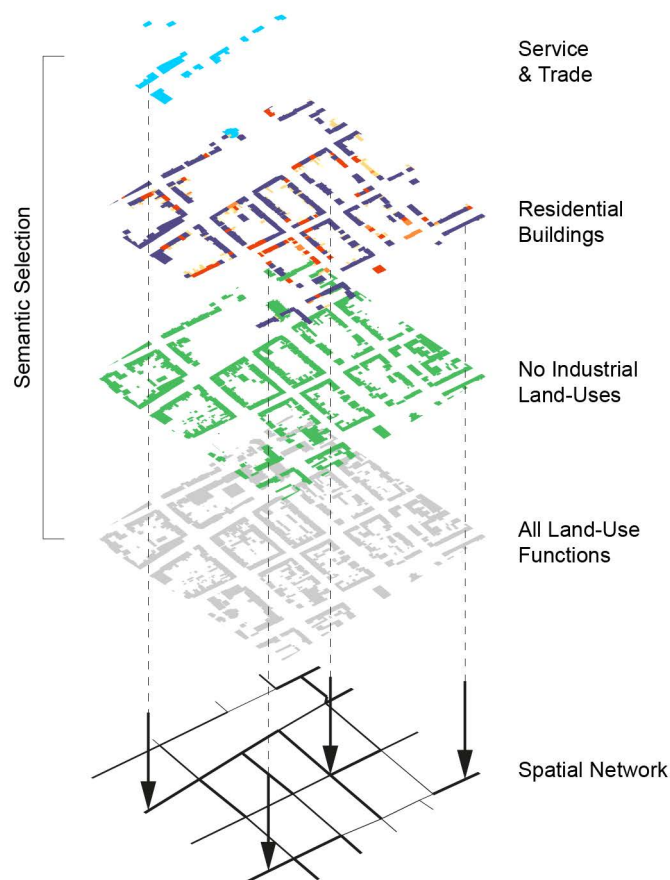 Service
& Trade
Semantic Selection
Residential
Buildings
No Industrial
Land-Uses
All Land-Use
Functions
Spatial Network